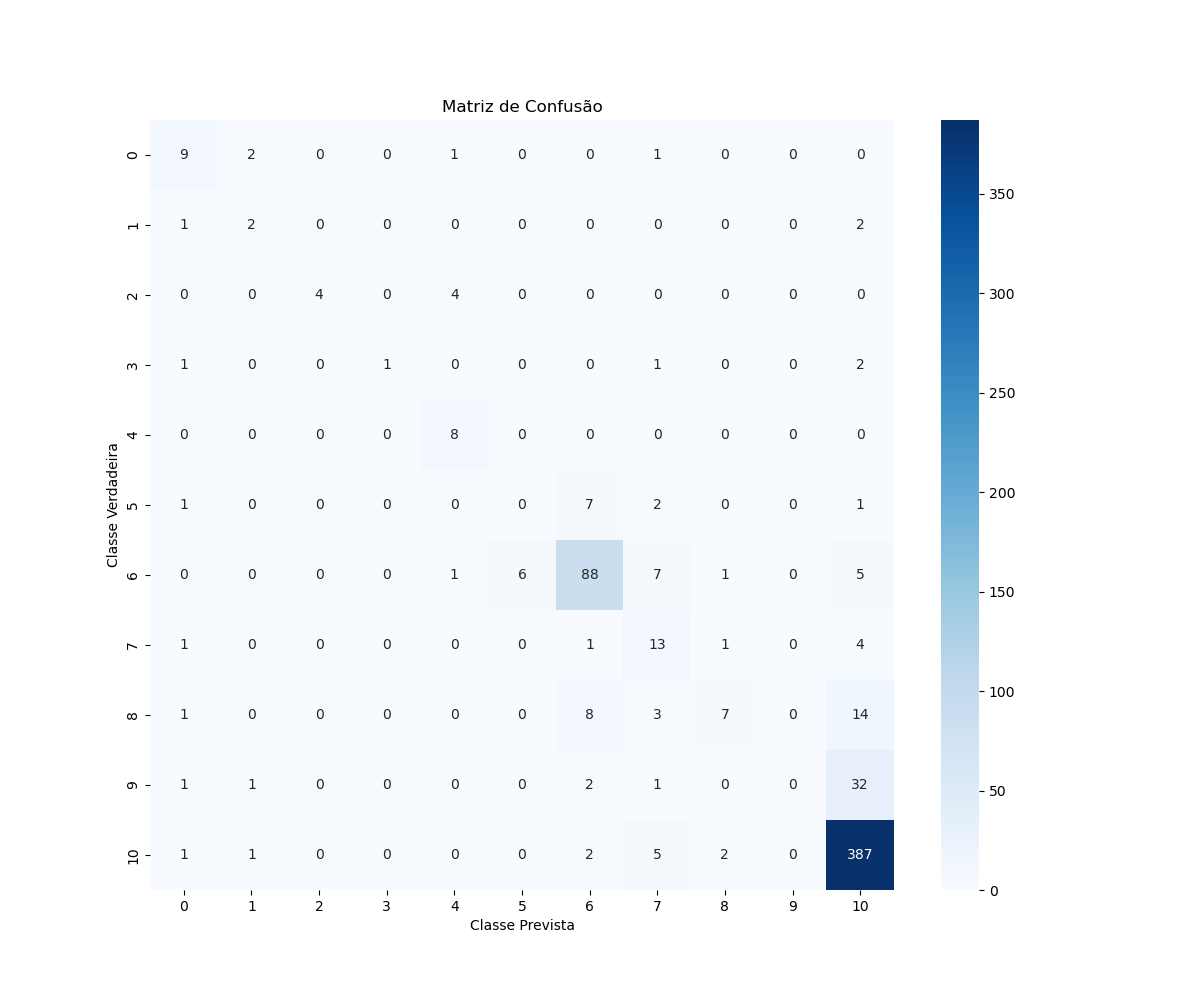 Matriz de Confusão
0 9 2 0 0 1 0 0 1 0 0 0
1 1 2 0 0 0 0 0 0 0 0 2
2 0 0 4 0 4 0 0 0 0 0 0
3 1 0 0 1 0 0 0 1 0 0 2
4 0 0 0 0 8 0 0 0 0 0 0
5 1 0 0 0 0 0 7 2 0 0 1
6 0 0 0 0 1 6 88 7 1 0 5
7 1 0 0 0 0 0 1 13 1 0 4
8 1 0 0 0 0 0 8 3 7 0 14
9 1 1 0 0 0 0 2 1 0 0 32
10 1 1 0 0 0 0 2 5 2 0 387
0 1 2 3 4 5 6 7 8 9 10
Classe Prevista
Classe Verdadeira
350
300
250
200
150
100
50
0